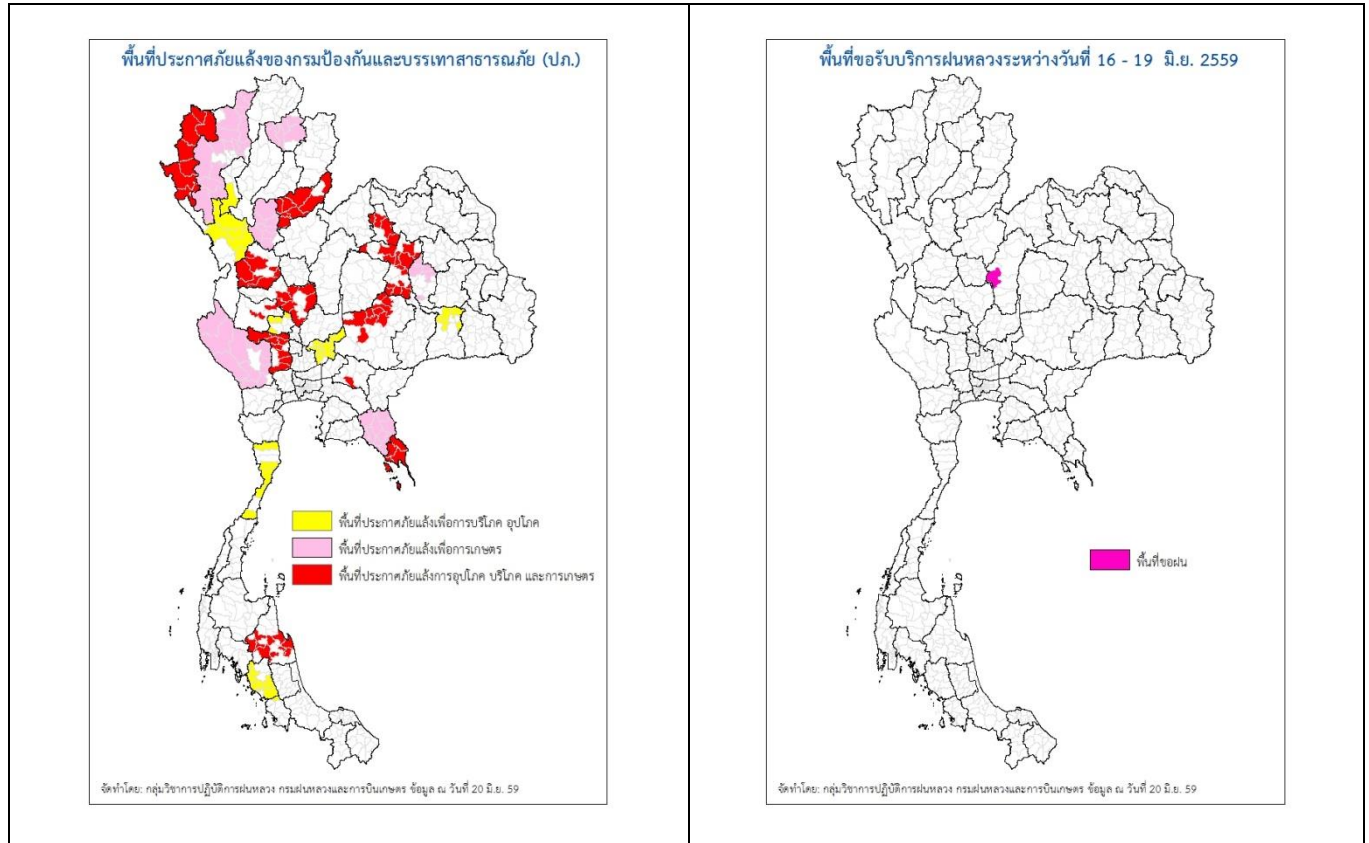 พื้นที่ประกาศภัยแล้งของกรมป้องกันและบรรเทาสาธารณภัย (ปภ.)
พื้นที่ประกาศภัยแล้งเพื่อการบริโภค อุปโภค
พื้นที่ประกาศภัยแล้งเพื่อการเกษตร
พื้นที่ประกาศภัยแล้งการอุปโภค บริโภค และการเกษตร
จัดทำโดย: กลุ่มวิชาการปฏิบัติการฝนหลวง กรมฝนหลวงและการบินเกษตร ข้อมูล ณ วันที่ 20 มิ.ย. 59
พื้นที่ขอรับบริการฝนหลวงระหว่างวันที่ 16 - 19 มิ.ย. 2559
พื้นที่ขอฝน
จัดทำโดย: กลุ่มวิชาการปฏิบัติการฝนหลวง กรมฝนหลวงและการบินเกษตร ข้อมูล ณ วันที่ 20 มิ.ย. 59